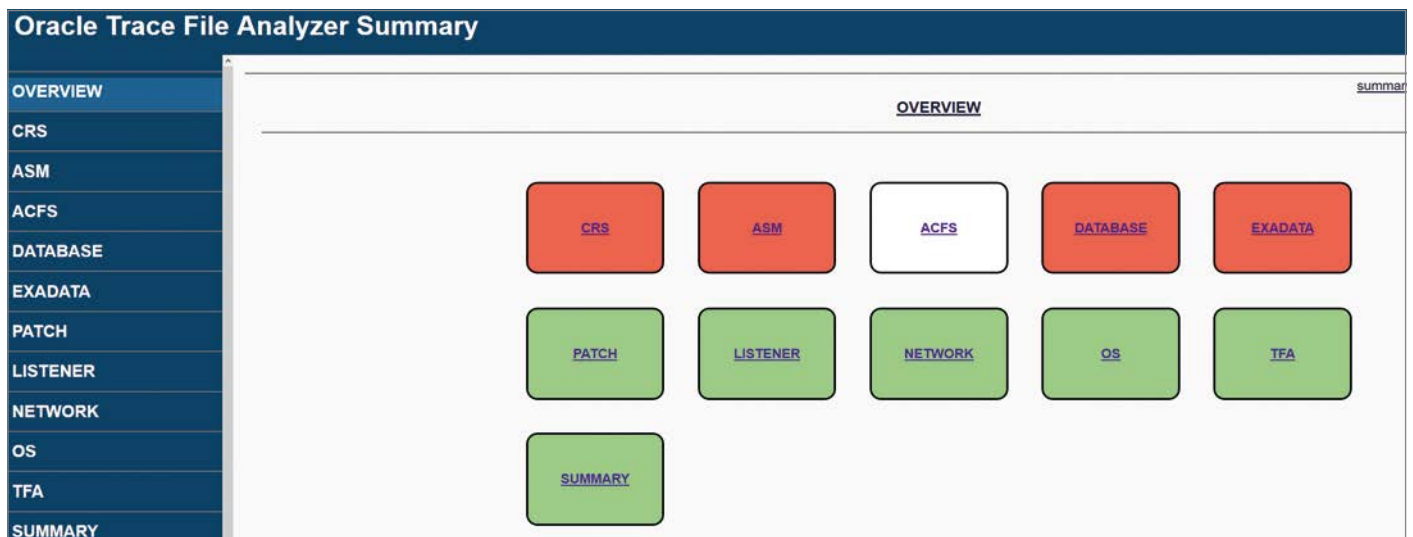 Oracle Trace File Analyzer Summary
OVERVIEW
CRS
ASM
ACFS
DATABASE
EXADATA
PATCH
LISTENER
NETWORK
OS
TFA
SUMMARY
summar
OVERVIEW
CRS ASM ACFS DATABASE EXADATA
PATCH LISTENER NETWORK OS TFA
SUMMARY